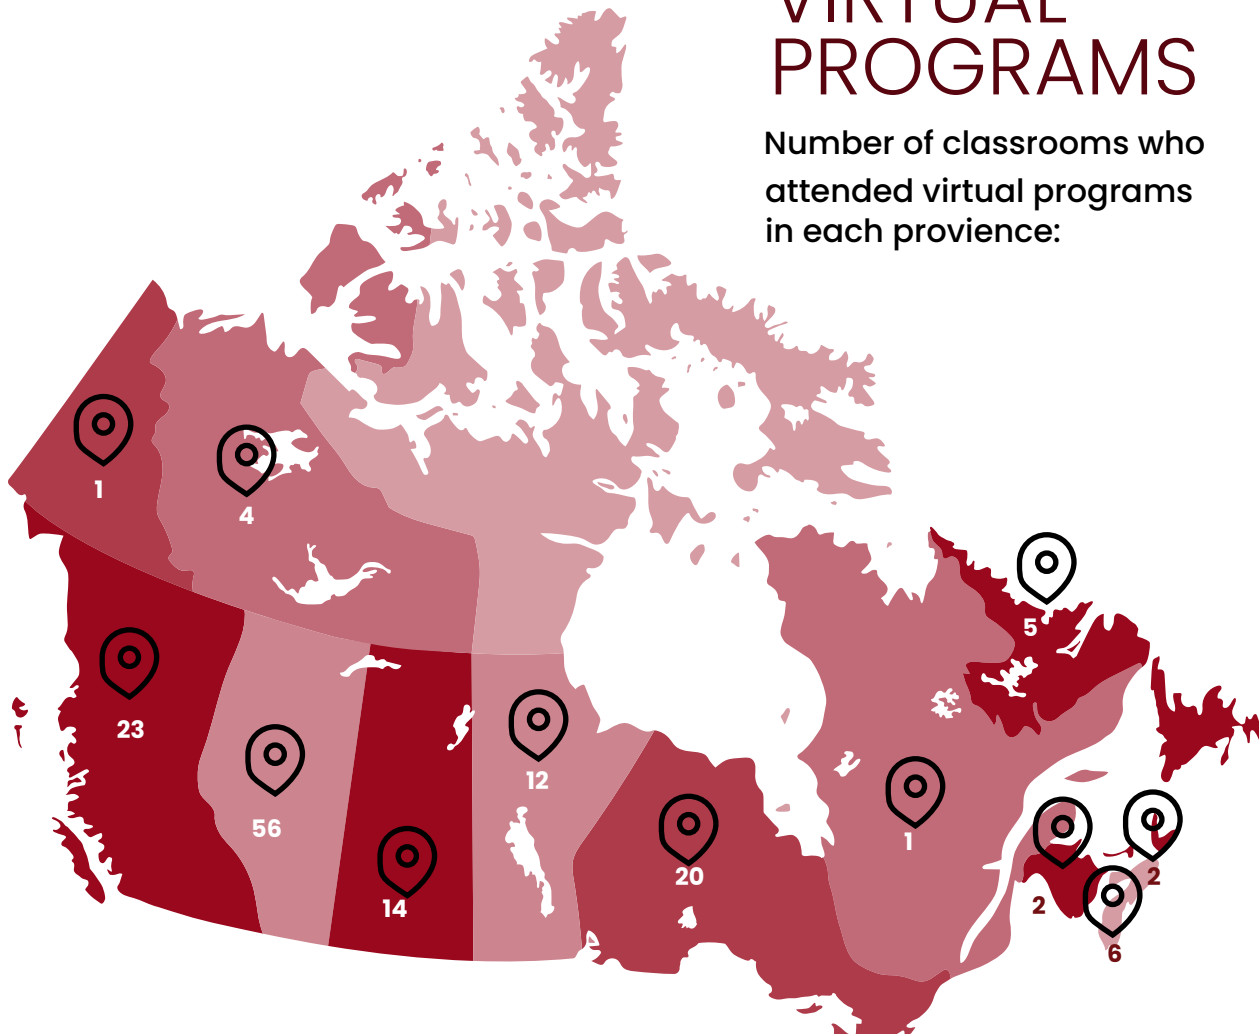 VIRTUAL
PROGRAMS
Number of classrooms who
attended virtual programs
in each provience:
1
4
5
23
12
56
1
20
2
14
2
6